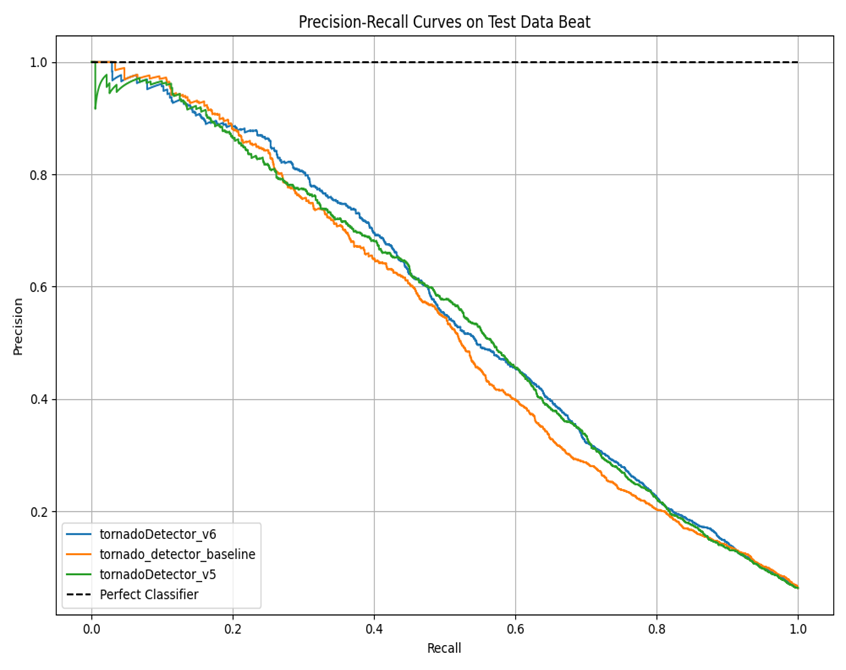 Precision-Recall Curves on Test Data Beat
1.0
0.8
0.6
0.4
0.2
Precision
tornadoDetector_v6
tornado_detector_baseline
tornadoDetector_v5
Perfect Classifier
0.0 0.2 0.4 0.6 0.8 1.0
Recall